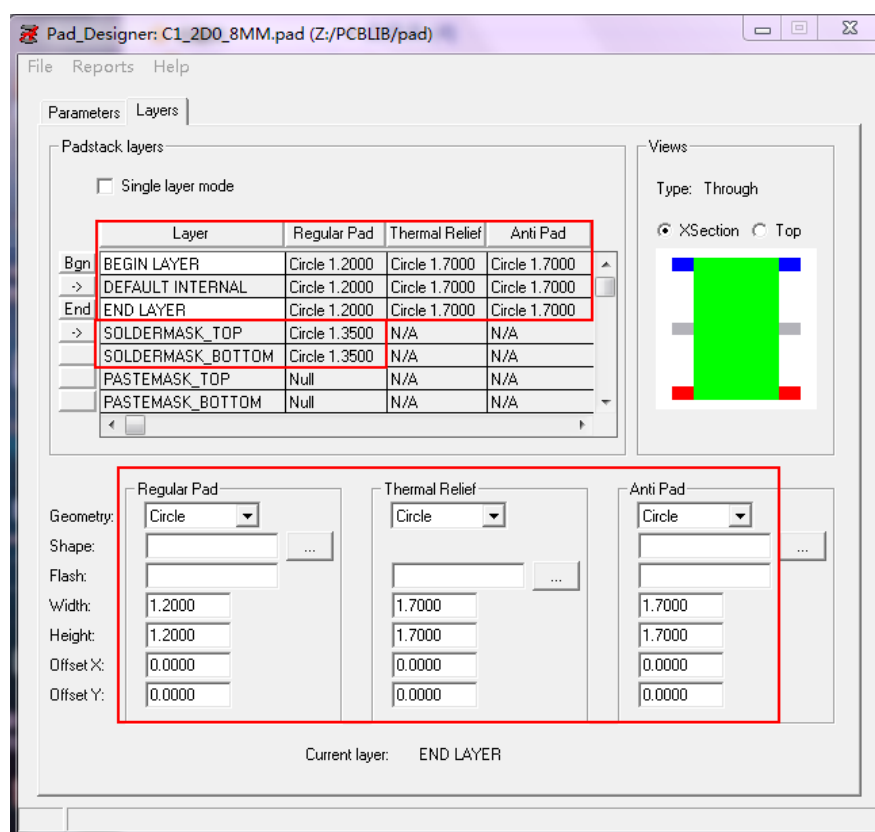 Pad_Designer: C1_2D0_8MM.pad (Z:/PCBLIB/pad)
File Reports Help
Parameters Layers
Padstack layers
Views
Single layer mode
Type: Through
Layer Regular Pad Thermal Relief Anti Pad
XSection Top
Bgn BEGIN LAYER Circle 1.2000 Circle 1.7000 Circle 1.7000
-> DEFAULT INTERNAL Circle 1.2000 Circle 1.7000 Circle 1.7000
End END LAYER Circle 1.2000 Circle 1.7000 Circle 1.7000
-> SOLDERMASK_TOP Circle 1.3500 N/A N/A
SOLDERMASK_BOTTOM Circle 1.3500 N/A N/A
PASTEMASK_TOP Null N/A N/A
PASTEMASK_BOTTOM Null N/A N/A
Regular Pad Thermal Relief Anti Pad
Geometry: Circle Circle Circle
Shape: ... ...
Flash: ...
Width: 1.2000 1.7000 1.7000
Height: 1.2000 1.7000 1.7000
Offset X: 0.0000 0.0000 0.0000
Offset Y: 0.0000 0.0000 0.0000
Current layer: END LAYER